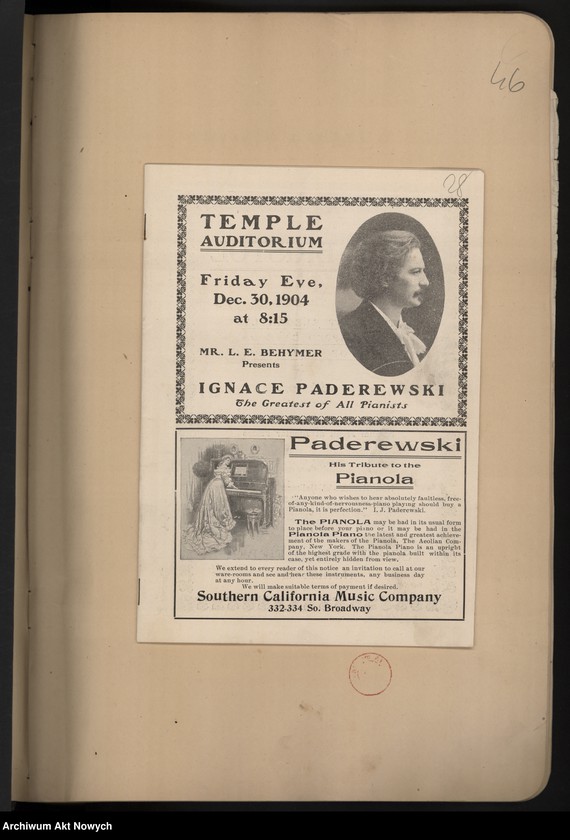 46
28
TEMPLE
AUDITORIUM
Friday Eve,
Dec. 30, 1904
at 8:15
MR. L. E. BEHYMER
Presents
IGNACE PADEREWSKI
The Greatest of All Pianists
Paderewski
His Tribute to the
Pianola
"Anyone who wishes to hear absolutely faultless, free-
of-any-kind-of-nervousness-piano playing should buy a
Pianola, it is perfection." I. J. Paderewski.
The PIANOLA may be had in its usual form
to place before your piano or it may be had in the
Pianola Piano the latest and greatest achieve-
ment of the makers of the Pianola, The Aeolian Com-
pany, New York. The Pianola Piano is an upright
of the highest grade with the pianola built within its
case, yet entirely hidden from view.
We extend to every reader of this notice an invitation to call at our
ware-rooms and see and hear these instruments, any business day
at any hour.
We will make suitable terms of payment if desired.
Southern California Music Company
332-334 So. Broadway
Archiwum Akt Nowych